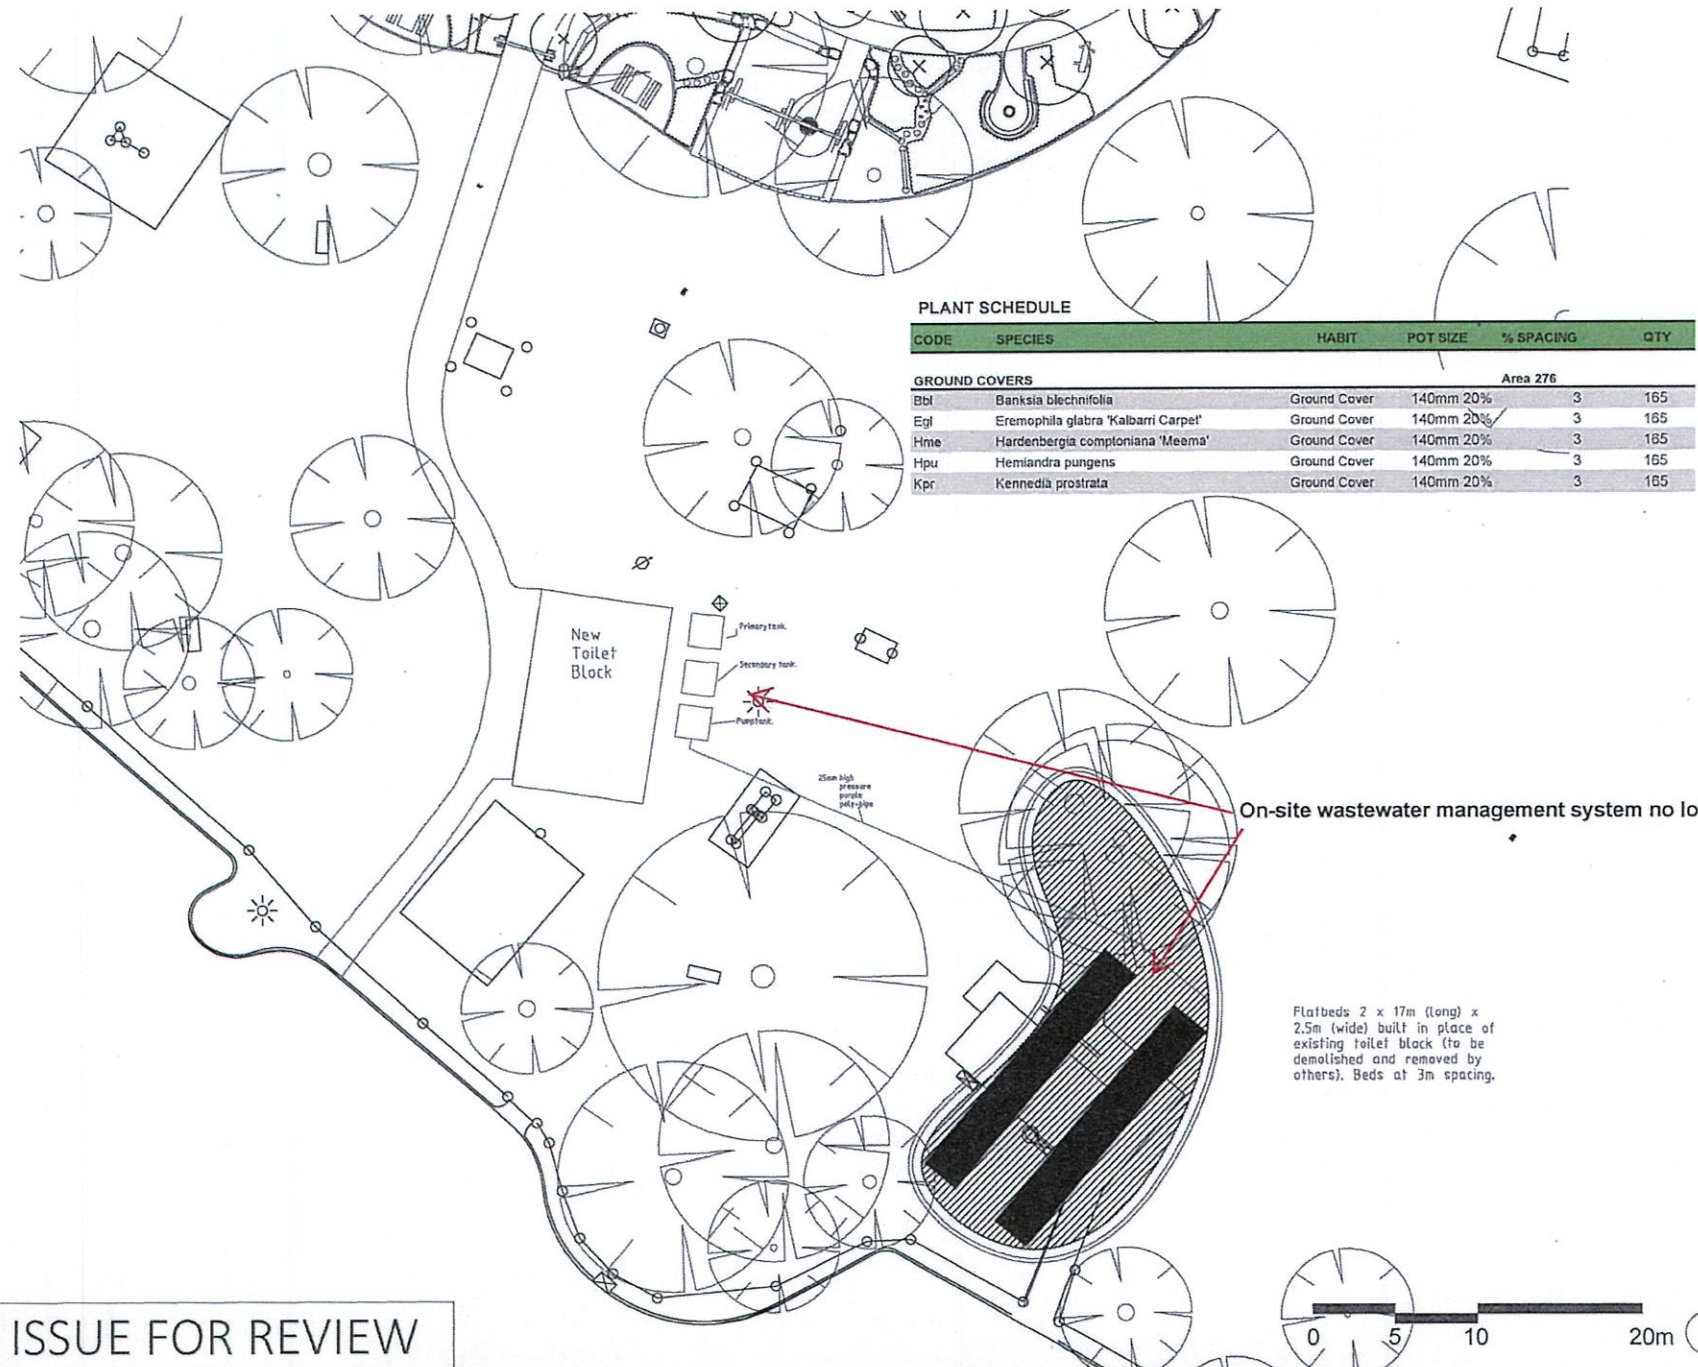 PLANT SCHEDULE
CODE SPECIES HABIT POT SIZE % SPACING QTY
GROUND COVERS Area 276
Bbl Banksia blechnifolia Ground Cover 140mm 20% 3 165
Egl Eremophila glabra 'Kalbarri Carpet' Ground Cover 140mm 20% 3 165
Hme Hardenbergia comptoniana 'Meema' Ground Cover 140mm 20% 3 165
Hpu Hemiandra pungens Ground Cover 140mm 20% 3 165
Kpr Kennedia prostrata Ground Cover 140mm 20% 3 165
New
Toilet
Block
Primary tank.
Secondary tank.
Pump tank.
25mm high
pressure
purple
poly-pipe
On-site wastewater management system no lo
Flatbeds 2 x 17m (long) x
2.5m (wide) built in place of
existing toilet block (to be
demolished and removed by
others). Beds at 3m spacing.
ISSUE FOR REVIEW
0 5 10 20m